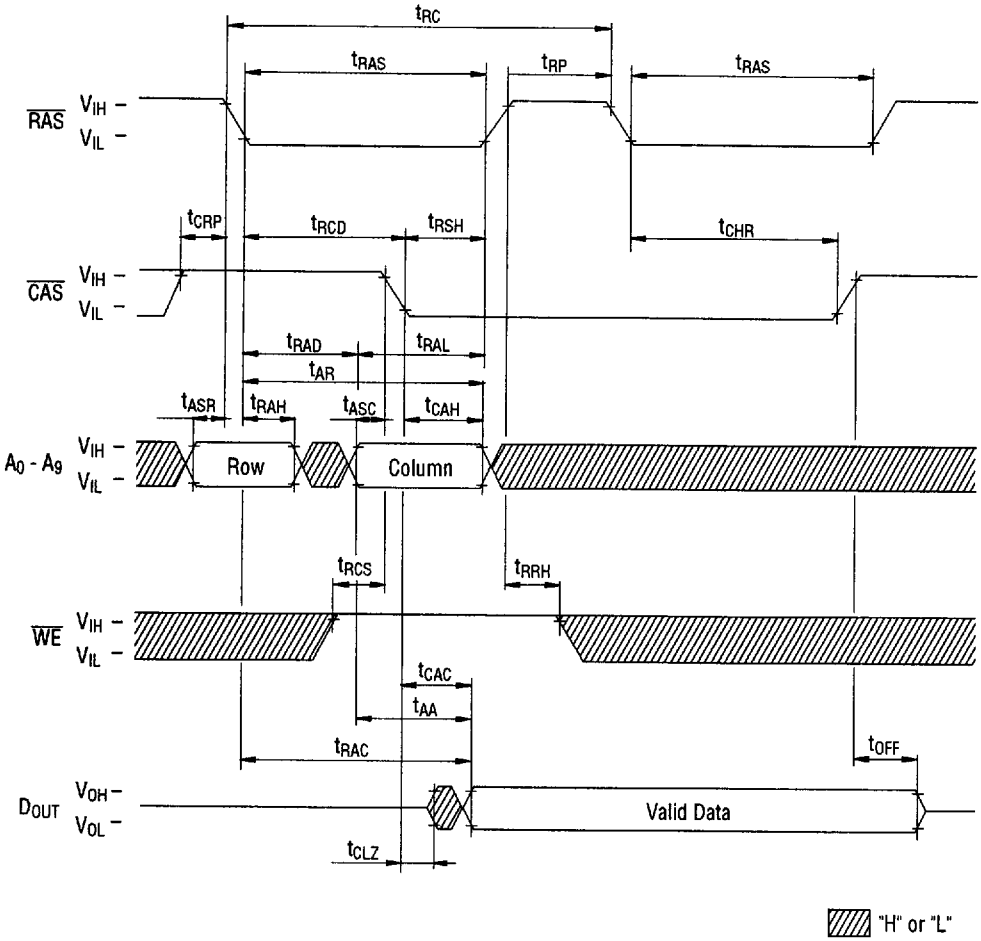 tRC
tRAS tRP tRAS
RAS VIH –
VIL –
tCRP tRCD tRSH tCHR
CAS VIH –
VIL –
tRAD tRAL
tAR
tASR tRAH tASC tCAH
A0 - A9 VIH – Row Column
VIL –
tRCS tRRH
WE VIH –
VIL –
tCAC
tAA
tRAC tOFF
DOUT VOH – Valid Data
VOL –
tCLZ
"H" or "L"